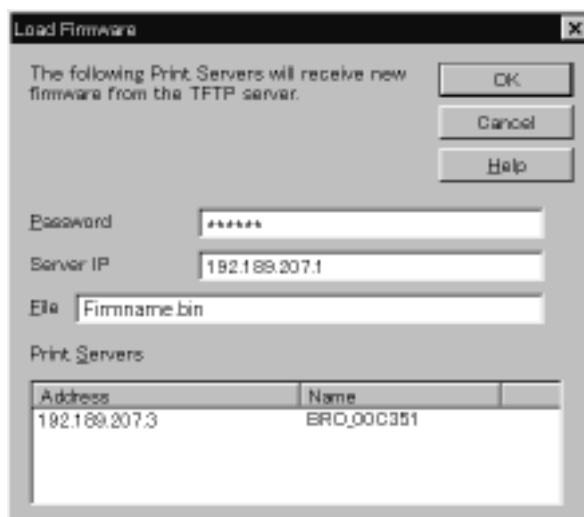 Load Firmware
The following Print Servers will receive new
firmware from the TFTP server.
OK
Cancel
Help
Password ******
Server IP 192.189.207.1
File Firmname.bin
Print Servers
Address Name
192.189.207.3 BRO_00C351